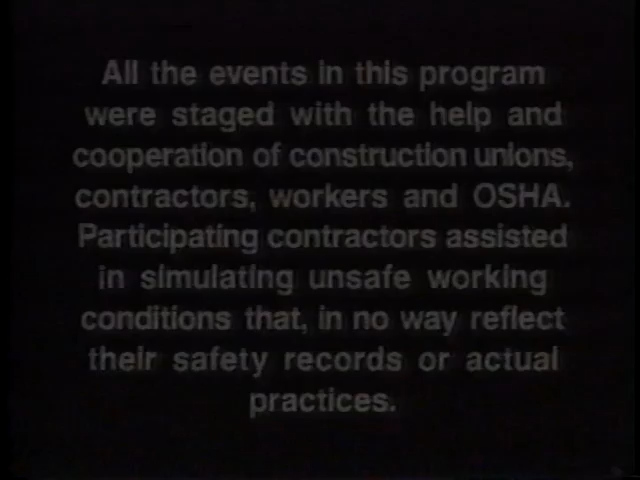 All the events in this program
were staged with the help and
cooperation of construction unions,
contractors, workers and OSHA.
Participating contractors assisted
in simulating unsafe working
conditions that, in no way reflect
their safety records or actual
practices.